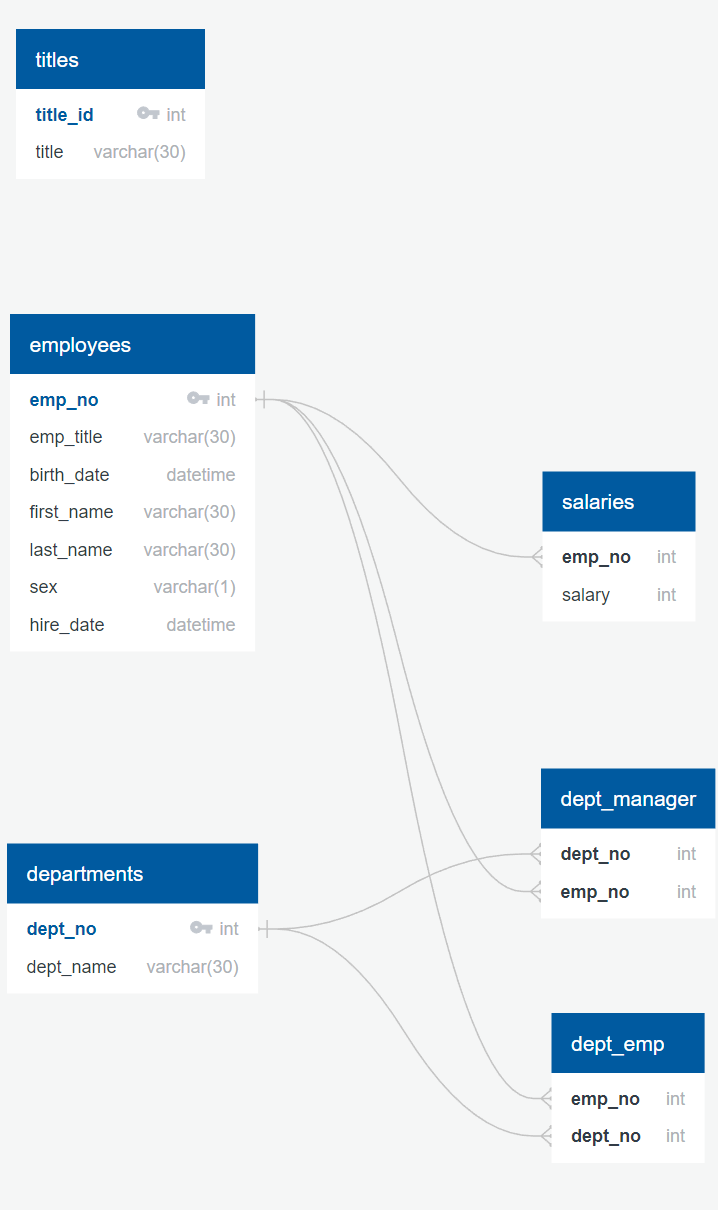 titles
title_id int
title varchar(30)
employees
emp_no int
emp_title varchar(30)
birth_date datetime
first_name varchar(30)
last_name varchar(30)
sex varchar(1)
hire_date datetime
salaries
emp_no int
salary int
dept_manager
dept_no int
emp_no int
departments
dept_no int
dept_name varchar(30)
dept_emp
emp_no int
dept_no int